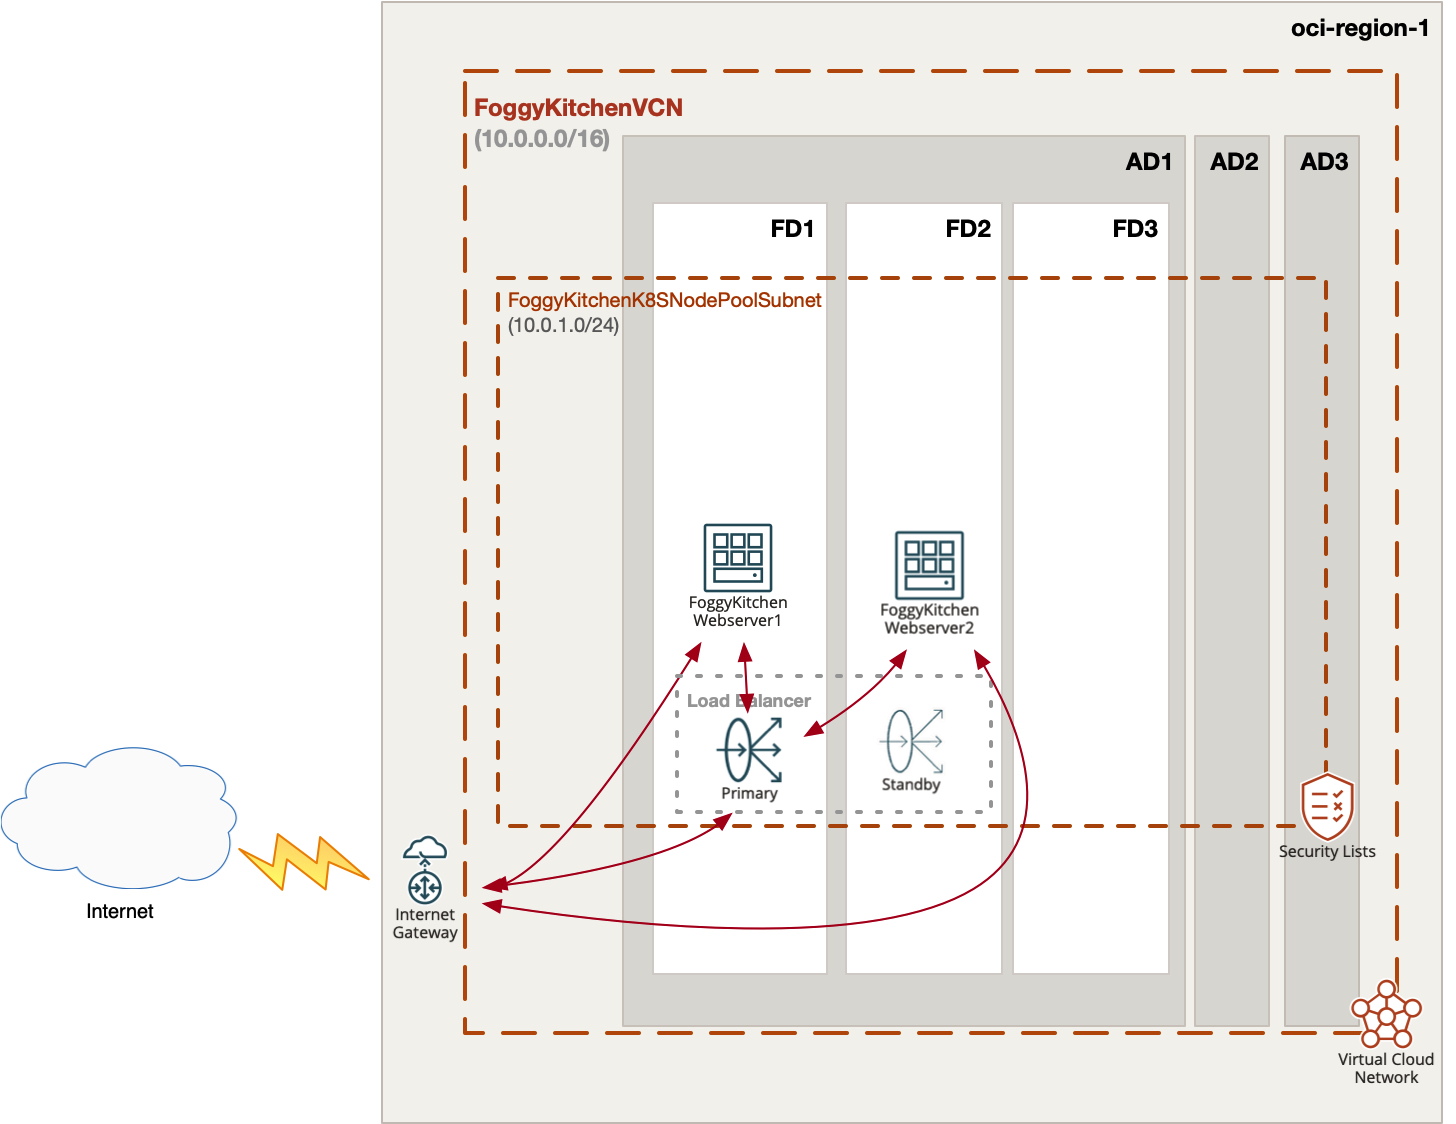 oci-region-1
FoggyKitchenVCN
(10.0.0.0/16)
AD1
AD2
AD3
FD1
FD2
FD3
FoggyKitchenK8SNodePoolSubnet
(10.0.1.0/24)
FoggyKitchen
Webserver1
FoggyKitchen
Webserver2
Load Balancer
Primary
Standby
Security Lists
Internet
Internet
Gateway
Virtual Cloud
Network